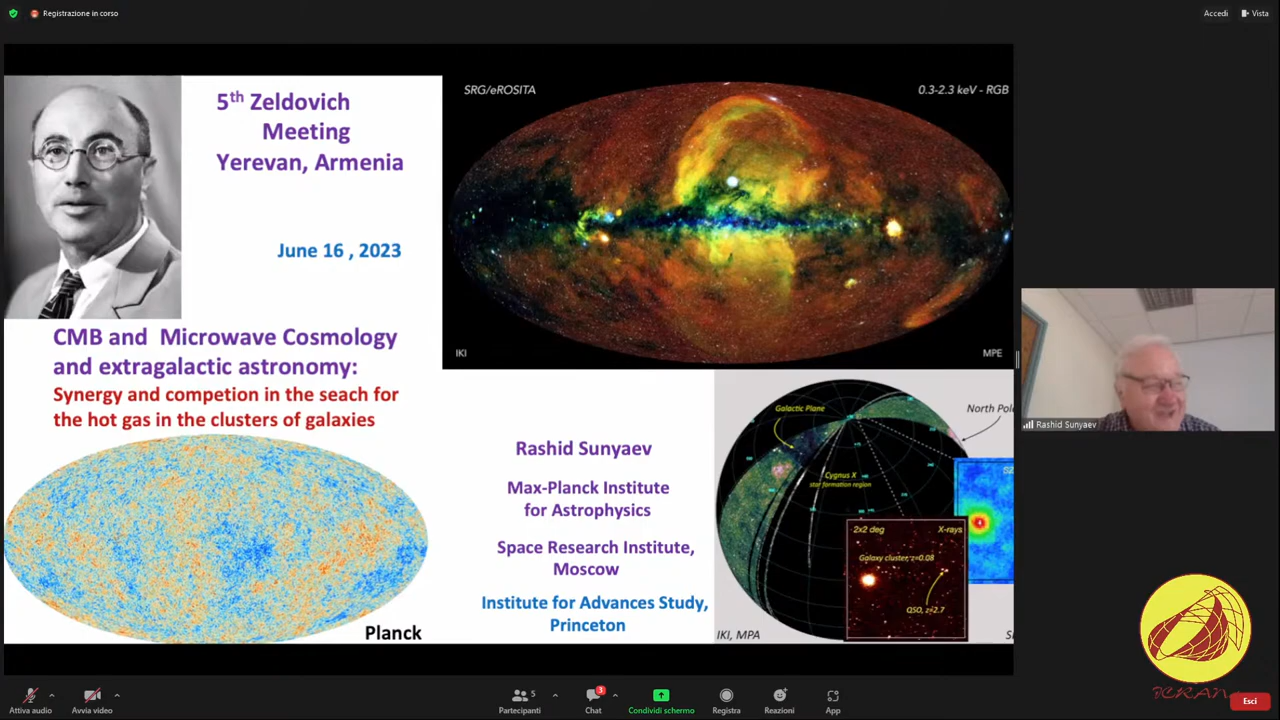 Registrazione in corso
Accedi
Vista
5th Zeldovich
Meeting
Yerevan, Armenia
June 16 , 2023
SRG/eROSITA
0.3-2.3 keV - RGB
IKI
MPE
CMB and Microwave Cosmology
and extragalactic astronomy:
Synergy and competion in the seach for
the hot gas in the clusters of galaxies
Planck
Rashid Sunyaev
Max-Planck Institute
for Astrophysics
Space Research Institute,
Moscow
Institute for Advances Study,
Princeton
Galactic Plane
North Pol
Cygnus X
star formation region
2x2 deg
X-rays
Galaxy cluster, z=0.08
QSO, z=2.7
IKI, MPA
Rashid Sunyaev
ICRAN
Attiva audio
Avvia video
5
Partecipanti
3
Chat
Condividi schermo
Registra
Reazioni
App
Esci